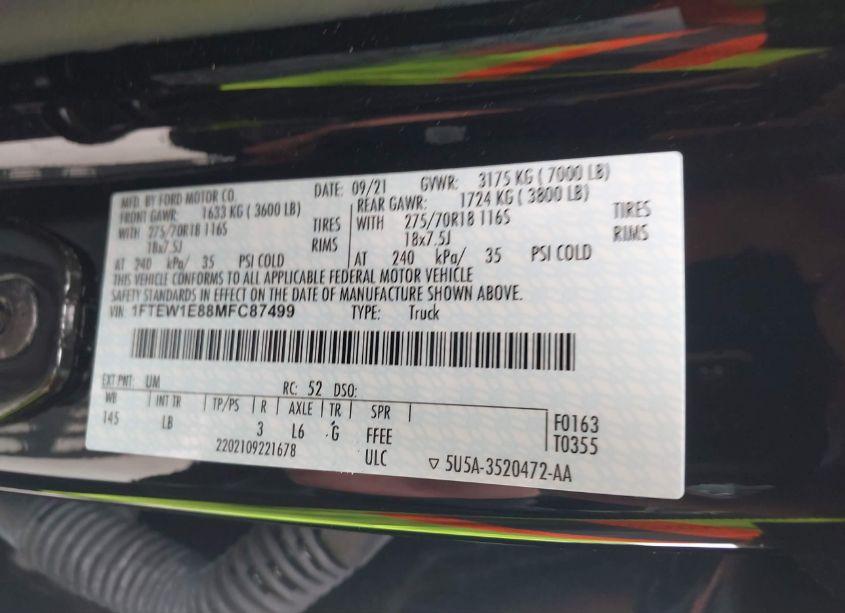 MFD. BY FORD MOTOR CO. DATE: 09/21 GVWR: 3175 KG ( 7000 LB)
FRONT GAWR: 1633 KG ( 3600 LB) REAR GAWR: 1724 KG ( 3800 LB)
WITH 275/70R18 116S TIRES WITH 275/70R18 116S TIRES
18x7.5J RIMS 18x7.5J RIMS
AT 240 kPa/ 35 PSI COLD AT 240 kPa/ 35 PSI COLD
THIS VEHICLE CONFORMS TO ALL APPLICABLE FEDERAL MOTOR VEHICLE
SAFETY STANDARDS IN EFFECT ON THE DATE OF MANUFACTURE SHOWN ABOVE.
VIN: 1FTEW1E88MFC87499 TYPE: Truck
EXT PNT: UM RC: 52 DSO:
WB INT TR TP/PS R AXLE TR SPR
145 LB 3 L6 G FFEE F0163
2202109221678 ULC T0355
▽ 5U5A-3520472-AA